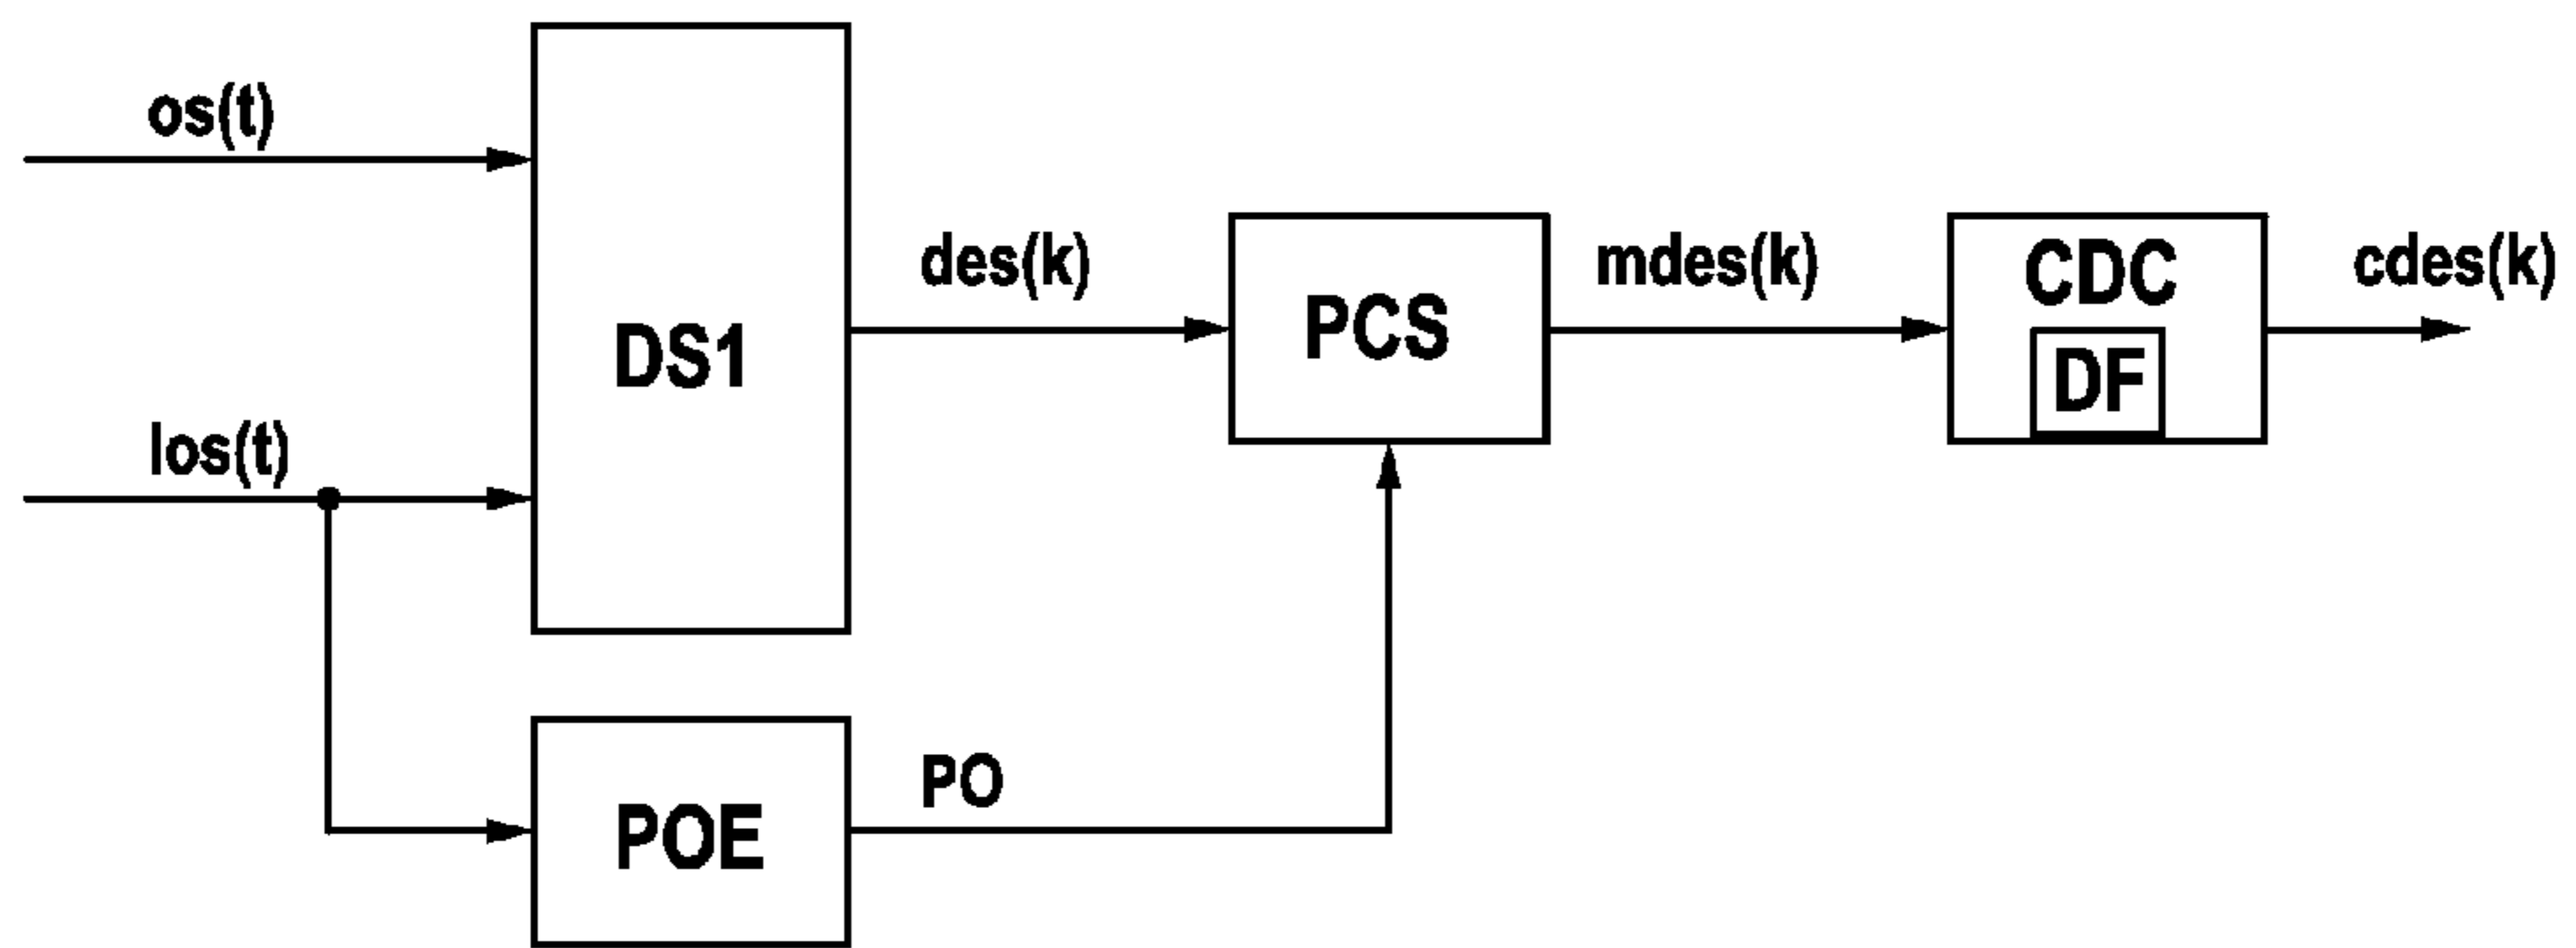 os(t)
los(t)
DS1
des(k)
PCS
mdes(k)
CDC
DF
cdes(k)
POE
PO